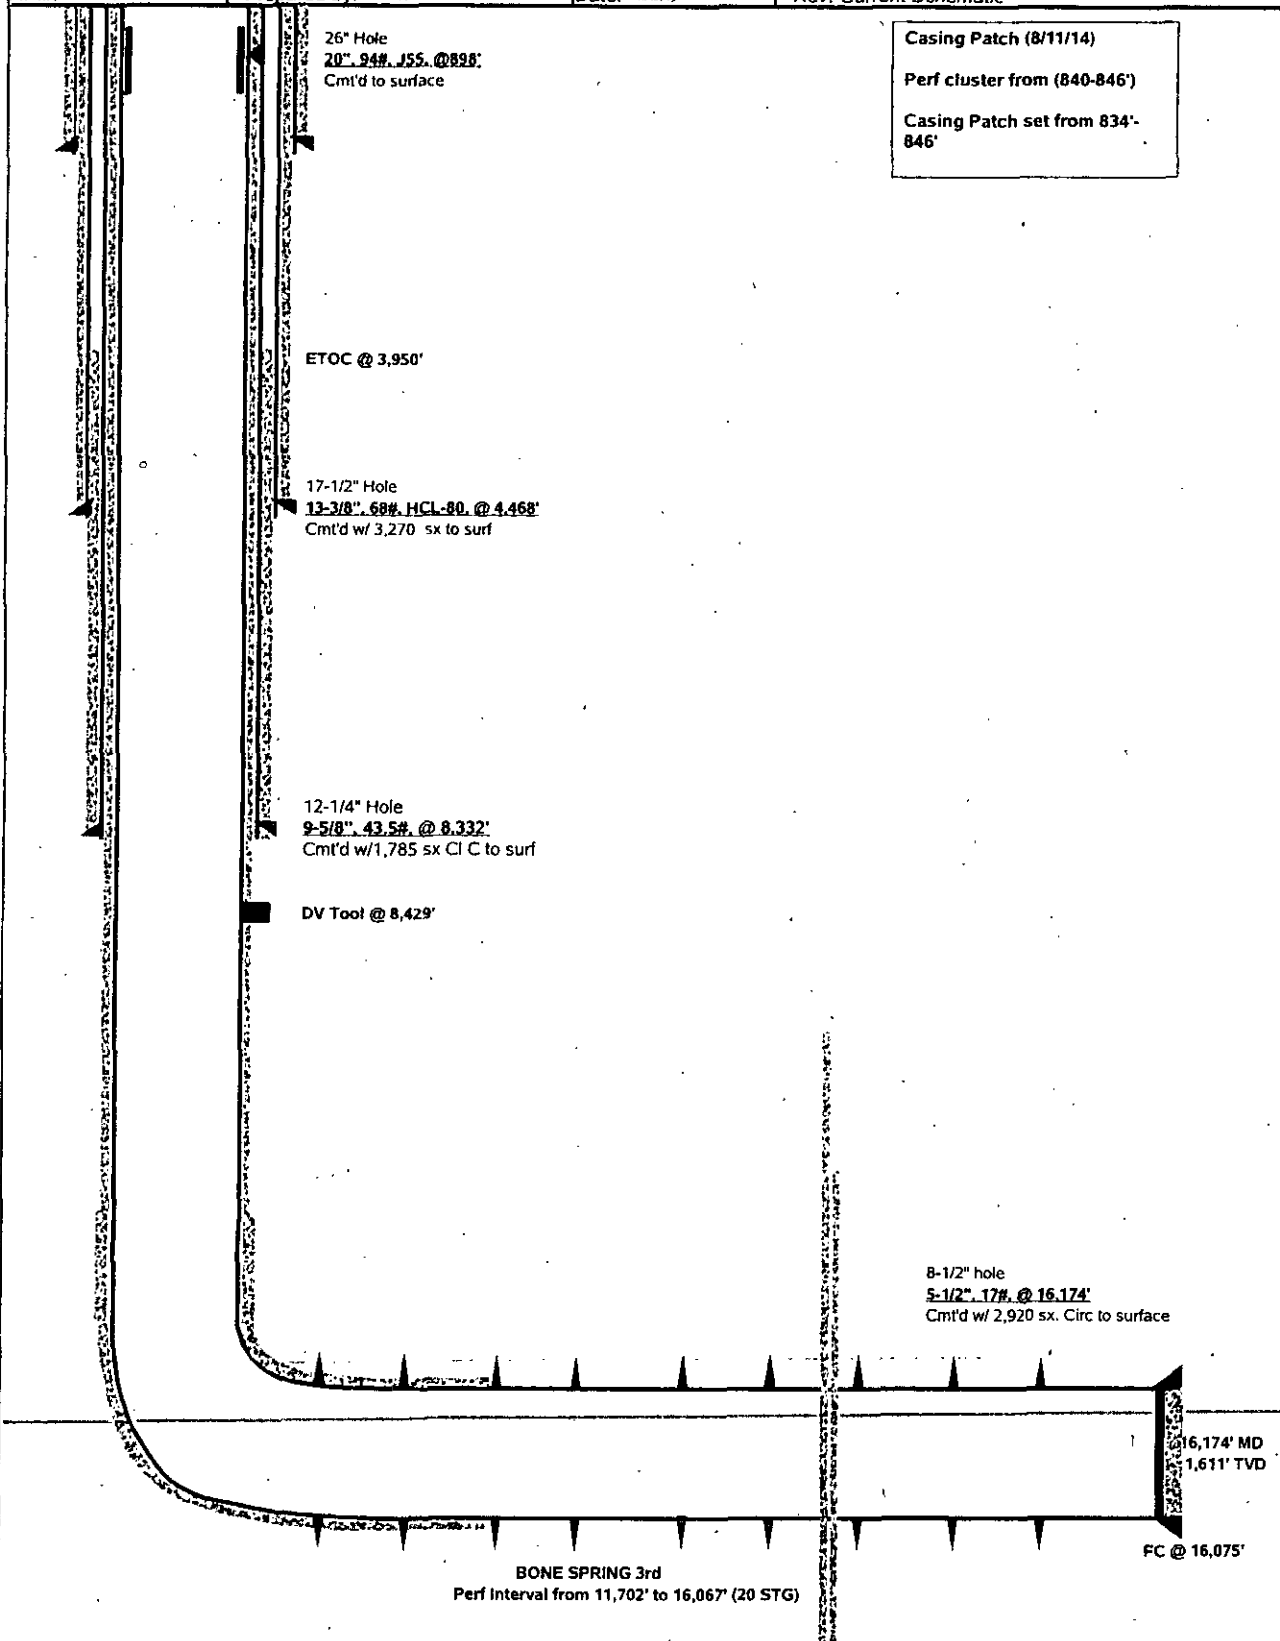 26" Hole
20", 94#, J55, @898'
Cmt'd to surface
Casing Patch (8/11/14)
Perf cluster from (840-846')
Casing Patch set from 834'-
846'
ETOC @ 3,950'
17-1/2" Hole
13-3/8", 68#, HCL-80, @ 4,468'
Cmt'd w/ 3,270 sx to surf
12-1/4" Hole
9-5/8", 43.5#, @ 8,332'
Cmt'd w/1,785 sx Cl C to surf
DV Tool @ 8,429'
8-1/2" hole
5-1/2", 17#, @ 16,174'
Cmt'd w/ 2,920 sx. Circ to surface
16,174' MD
1,611' TVD
FC @ 16,075'
BONE SPRING 3rd
Perf Interval from 11,702' to 16,067' (20 STG)